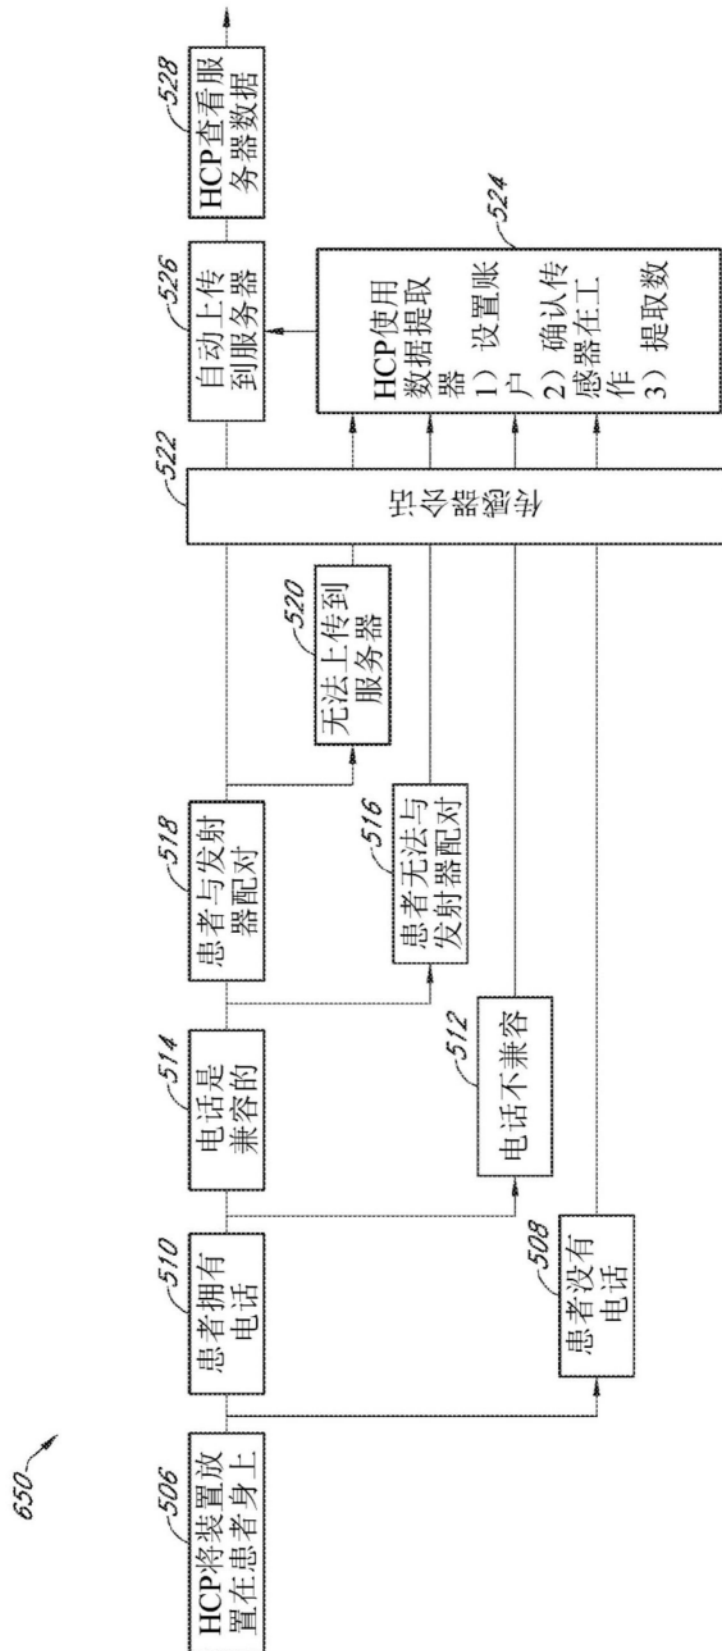 650
506
HCP将装置放
置在患者身上
510
患者拥有
电话
508
患者没有
电话
514
电话是
兼容的
512
电话不兼容
518
患者与发射
器配对
516
患者无法与
发射器配对
520
无法上传到
服务器
522
传感器会话
526
自动上传
到服务器
524
HCP使用
数据提取
器
1）设置账
户
2）确认传
感器在工
作
3）提取数
528
HCP查看服
务器数据